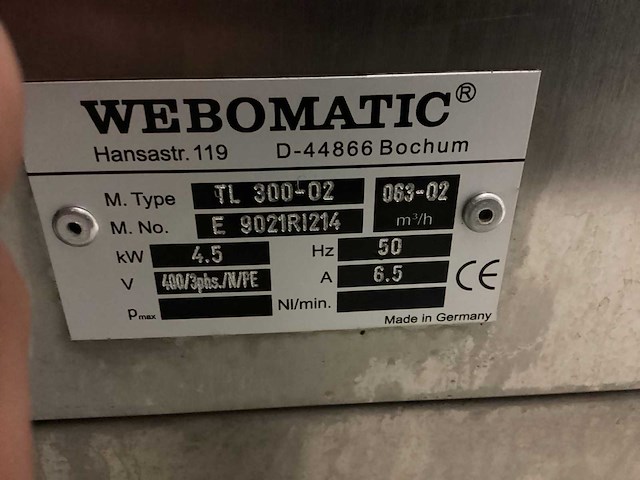 WEBOMATIC®
Hansastr. 119 D-44866 Bochum
M. Type TL 300-02 063-02
M. No. E 9021RI214 m³/h
kW 4.5 Hz 50
V 400/3phs./N/PE A 6.5 CE
Pmax Nl/min.
Made in Germany